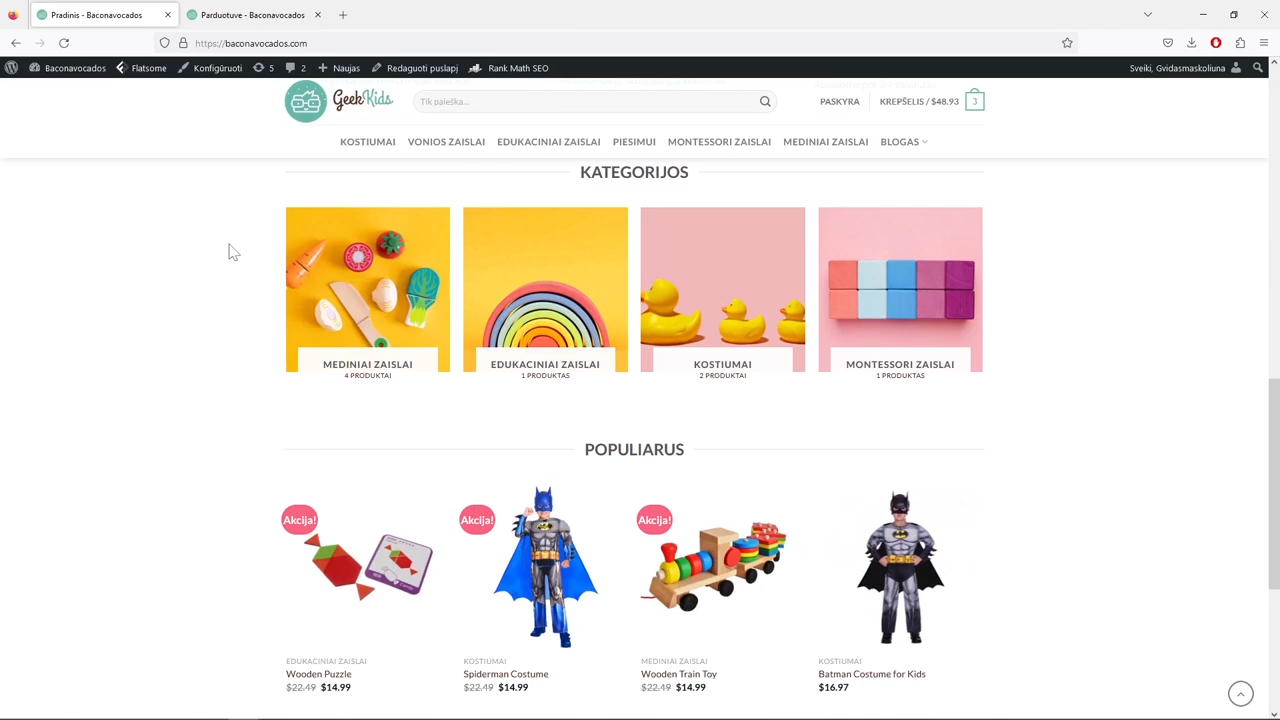 Pradinis - Baconavocados
Parduotuve - Baconavocados
https://baconavocados.com
Baconavocados
Flatsome
Konfigūruoti
5
2
Naujas
Redaguoti puslapį
Rank Math SEO
Sveiki, Gvidasmaskoliuna
GeekKids
Tik paieška...
PASKYRA
KREPŠELIS / $48.93
3
KOSTIUMAI
VONIOS ZAISLAI
EDUKACINIAI ZAISLAI
PIESIMUI
MONTESSORI ZAISLAI
MEDINIAI ZAISLAI
BLOGAS
KATEGORIJOS
MEDINIAI ZAISLAI
4 PRODUKTAI
EDUKACINIAI ZAISLAI
1 PRODUKTAS
KOSTIUMAI
2 PRODUKTAI
MONTESSORI ZAISLAI
1 PRODUKTAS
POPULIARUS
Akcija!
Akcija!
Akcija!
EDUKACINIAI ZAISLAI
Wooden Puzzle
$22.49 $14.99
KOSTIUMAI
Spiderman Costume
$22.49 $14.99
MEDINIAI ZAISLAI
Wooden Train Toy
$22.49 $14.99
KOSTIUMAI
Batman Costume for Kids
$16.97